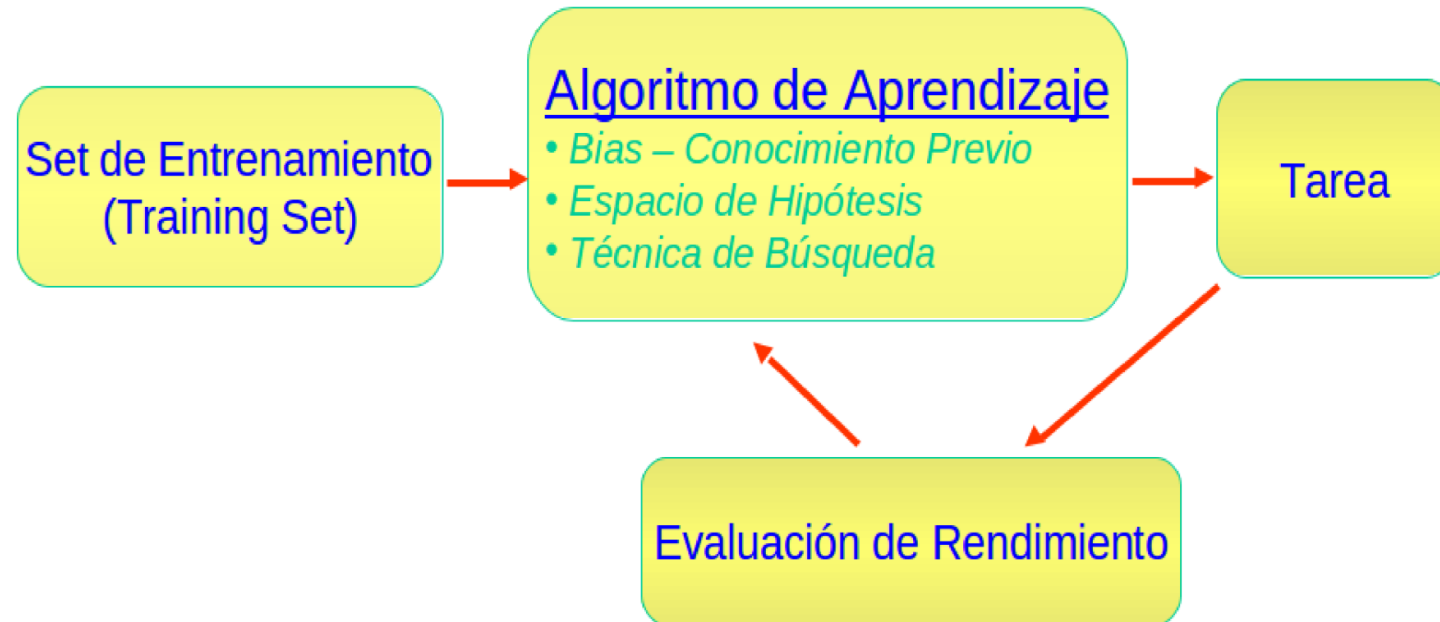 Set de Entrenamiento
(Training Set)
Algoritmo de Aprendizaje
• Bias – Conocimiento Previo
• Espacio de Hipótesis
• Técnica de Búsqueda
Tarea
Evaluación de Rendimiento